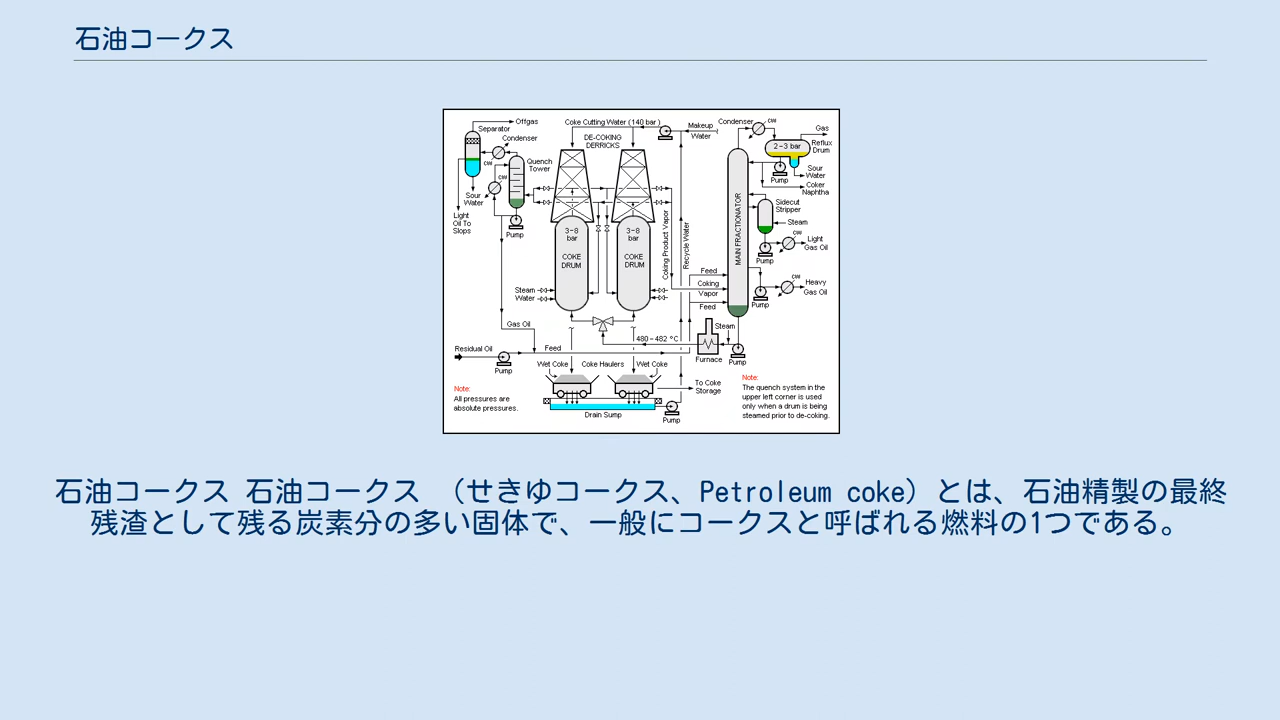 石油コークス
Offgas
Separator
Condenser
CW
Quench
Tower
CW
Sour
Water
Light
Oil To
Slops
Pump
Coke Cutting Water ( 140 bar )
DE-COKING
DERRICKS
Makeup
Water
Condenser
CW
Gas
2-3 bar
Reflux
Drum
Pump
Sour
Water
Coker
Naphtha
Sidecut
Stripper
Steam
CW
Light
Gas Oil
Pump
CW
Heavy
Gas Oil
Pump
MAIN FRACTIONATOR
3-8
bar
COKE
DRUM
3-8
bar
COKE
DRUM
Coking Product Vapor
Recycle Water
Feed
Coking
Vapor
Feed
Steam
Water
Gas Oil
480 – 482 °C
Steam
Furnace
Pump
Residual Oil
Feed
Pump
Wet Coke
Coke Haulers
Wet Coke
To Coke
Storage
Drain Sump
Pump
Note:
All pressures are
absolute pressures.
Note:
The quench system in the
upper left corner is used
only when a drum is being
steamed prior to de-coking.
石油コークス 石油コークス （せきゆコークス、Petroleum coke）とは、石油精製の最終
残渣として残る炭素分の多い固体で、一般にコークスと呼ばれる燃料の1つである。